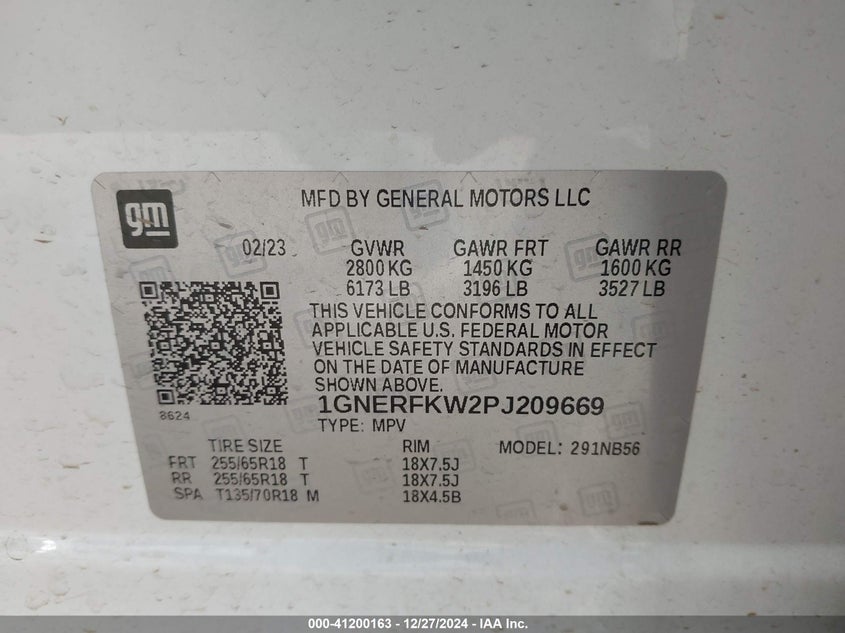 gm
MFD BY GENERAL MOTORS LLC
02/23 GVWR GAWR FRT GAWR RR
2800 KG 1450 KG 1600 KG
6173 LB 3196 LB 3527 LB
THIS VEHICLE CONFORMS TO ALL
APPLICABLE U.S. FEDERAL MOTOR
VEHICLE SAFETY STANDARDS IN EFFECT
ON THE DATE OF MANUFACTURE
SHOWN ABOVE.
8624
1GNERFKW2PJ209669
TYPE: MPV
TIRE SIZE RIM MODEL: 291NB56
FRT 255/65R18 T 18X7.5J
RR 255/65R18 T 18X7.5J
SPA T135/70R18 M 18X4.5B
000-41200163 - 12/27/2024 - IAA Inc.